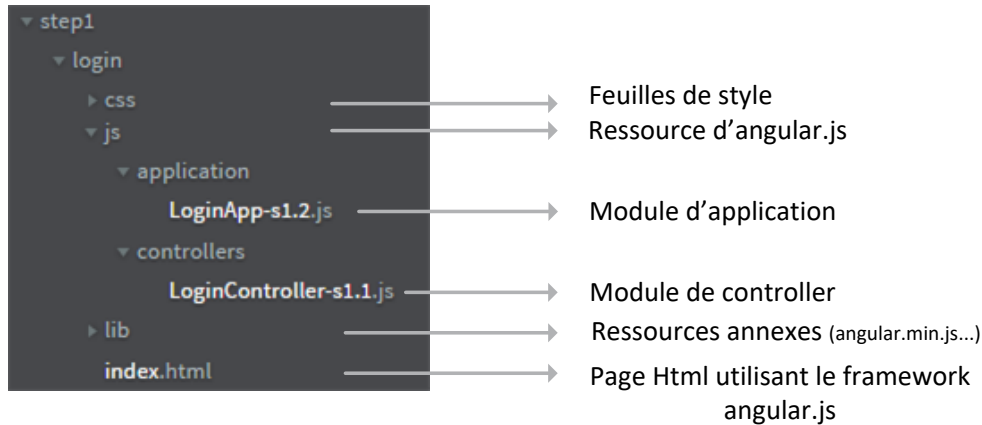 step1
login
css
Feuilles de style
js
Ressource d’angular.js
application
LoginApp-s1.2.js
Module d’application
controllers
LoginController-s1.1.js
Module de controller
lib
Ressources annexes (angular.min.js...)
index.html
Page Html utilisant le framework
angular.js